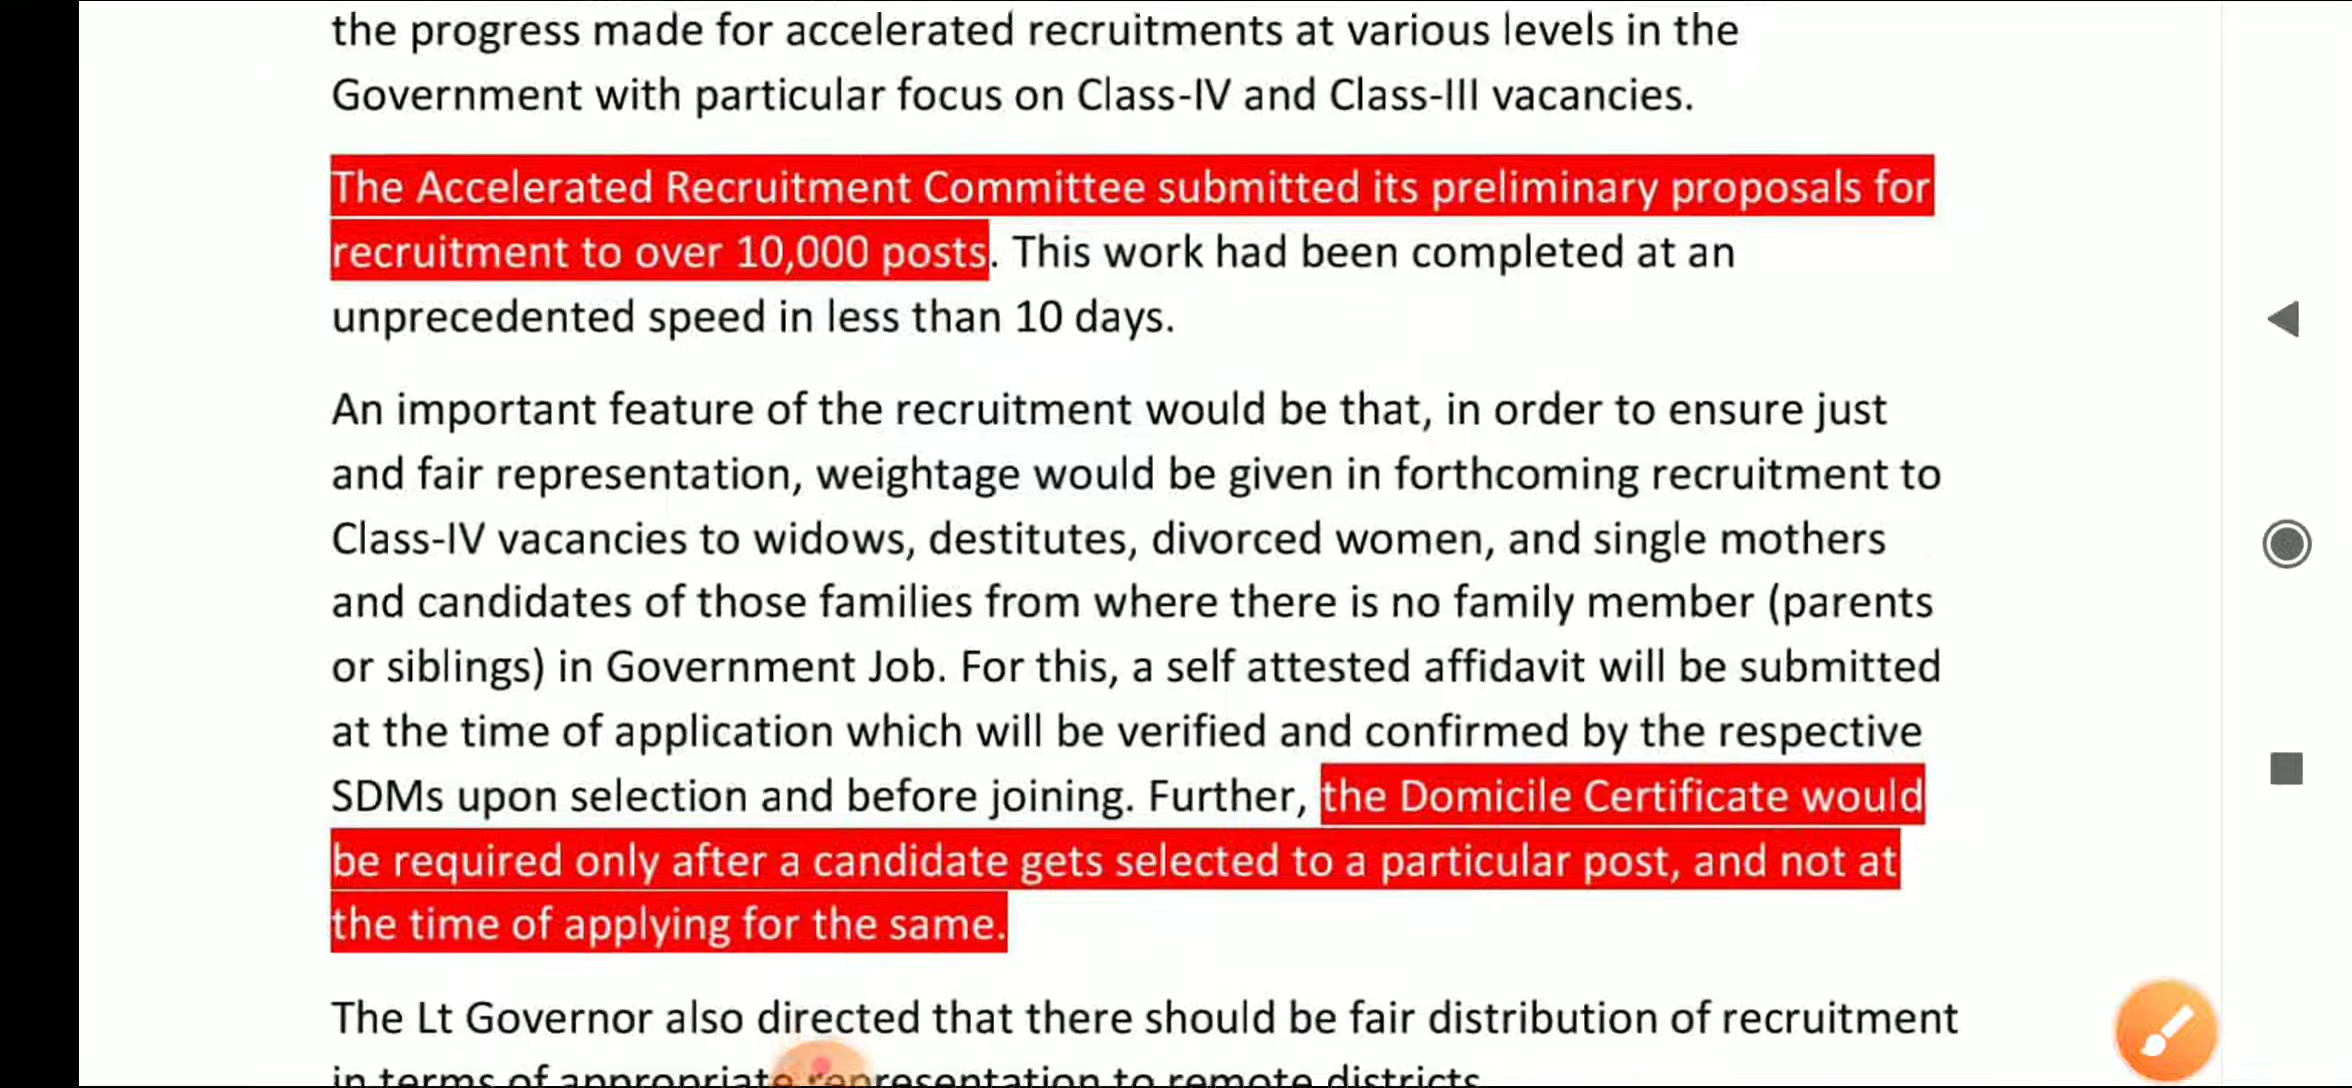 the progress made for accelerated recruitments at various levels in the
Government with particular focus on Class-IV and Class-III vacancies.
The Accelerated Recruitment Committee submitted its preliminary proposals for
recruitment to over 10,000 posts. This work had been completed at an
unprecedented speed in less than 10 days.
An important feature of the recruitment would be that, in order to ensure just
and fair representation, weightage would be given in forthcoming recruitment to
Class-IV vacancies to widows, destitutes, divorced women, and single mothers
and candidates of those families from where there is no family member (parents
or siblings) in Government Job. For this, a self attested affidavit will be submitted
at the time of application which will be verified and confirmed by the respective
SDMs upon selection and before joining. Further, the Domicile Certificate would
be required only after a candidate gets selected to a particular post, and not at
the time of applying for the same.
The Lt Governor also directed that there should be fair distribution of recruitment
in terms of appropriate representation to remote districts